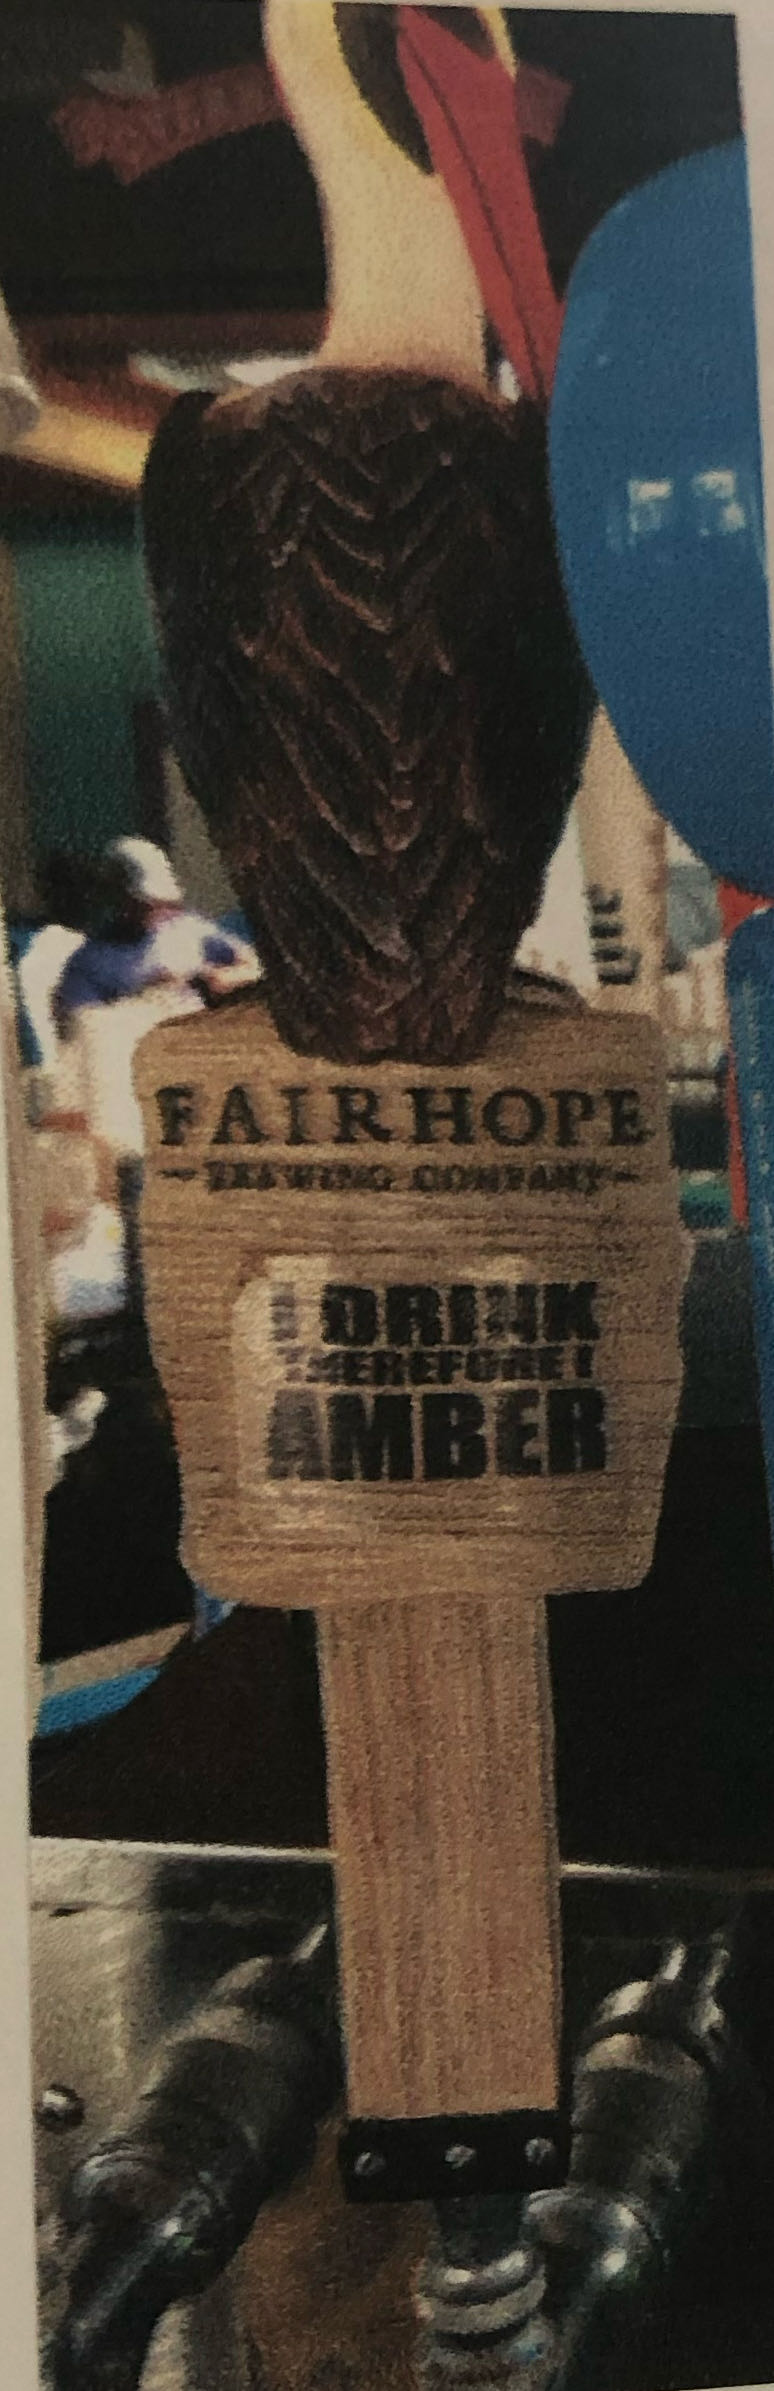 FAIRHOPE
BREWING COMPANY
I DRINK
THEREFORE I
AMBER